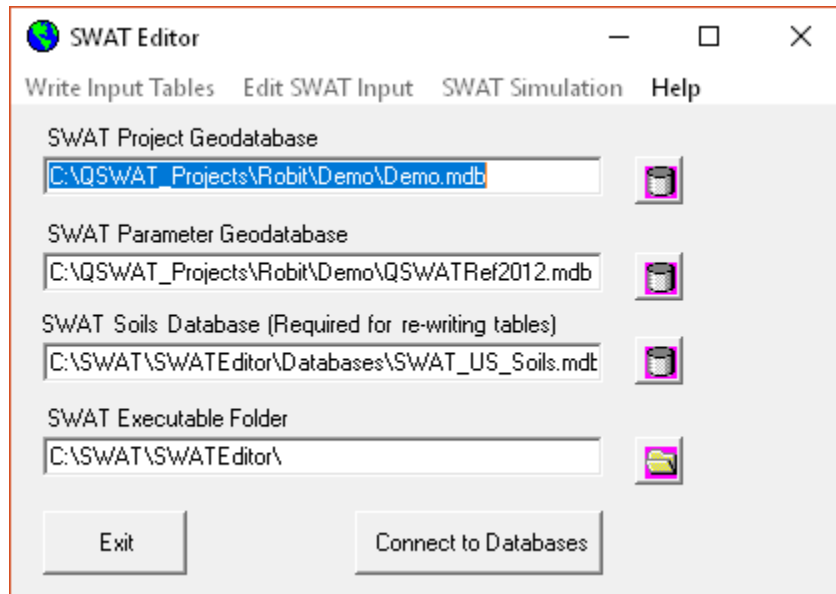 SWAT Editor
Write Input Tables Edit SWAT Input SWAT Simulation Help
SWAT Project Geodatabase
C:\QSWAT_Projects\Robit\Demo\Demo.mdb
SWAT Parameter Geodatabase
C:\QSWAT_Projects\Robit\Demo\QSWATRef2012.mdb
SWAT Soils Database (Required for re-writing tables)
C:\SWAT\SWATEditor\Databases\SWAT_US_Soils.mdb
SWAT Executable Folder
C:\SWAT\SWATEditor\
Exit Connect to Databases